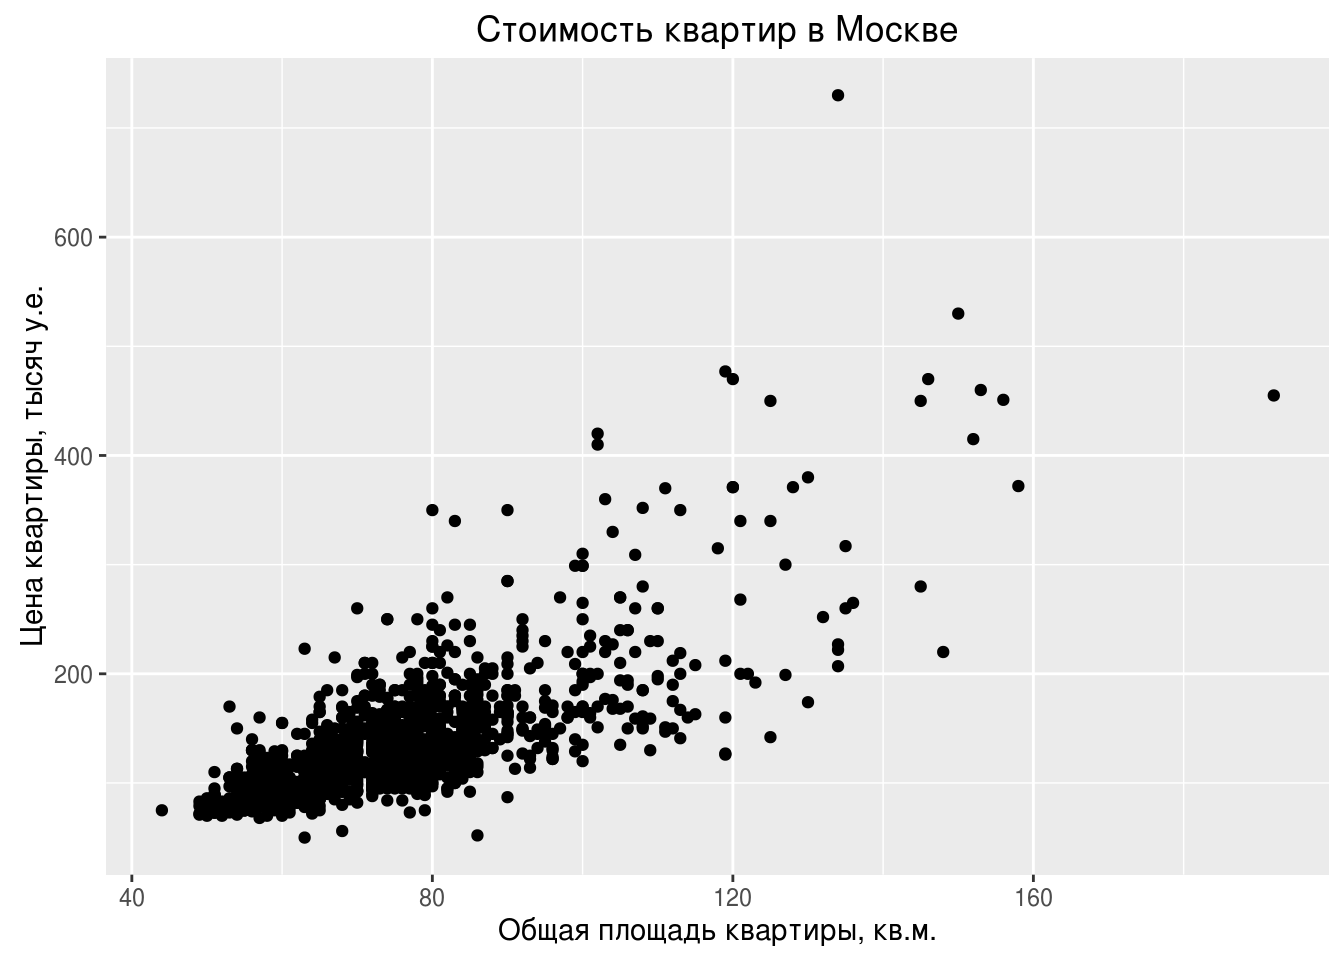 Стоимость квартир в Москве
Цена квартиры, тысяч у.е.
600
400
200
40 80 120 160
Общая площадь квартиры, кв.м.